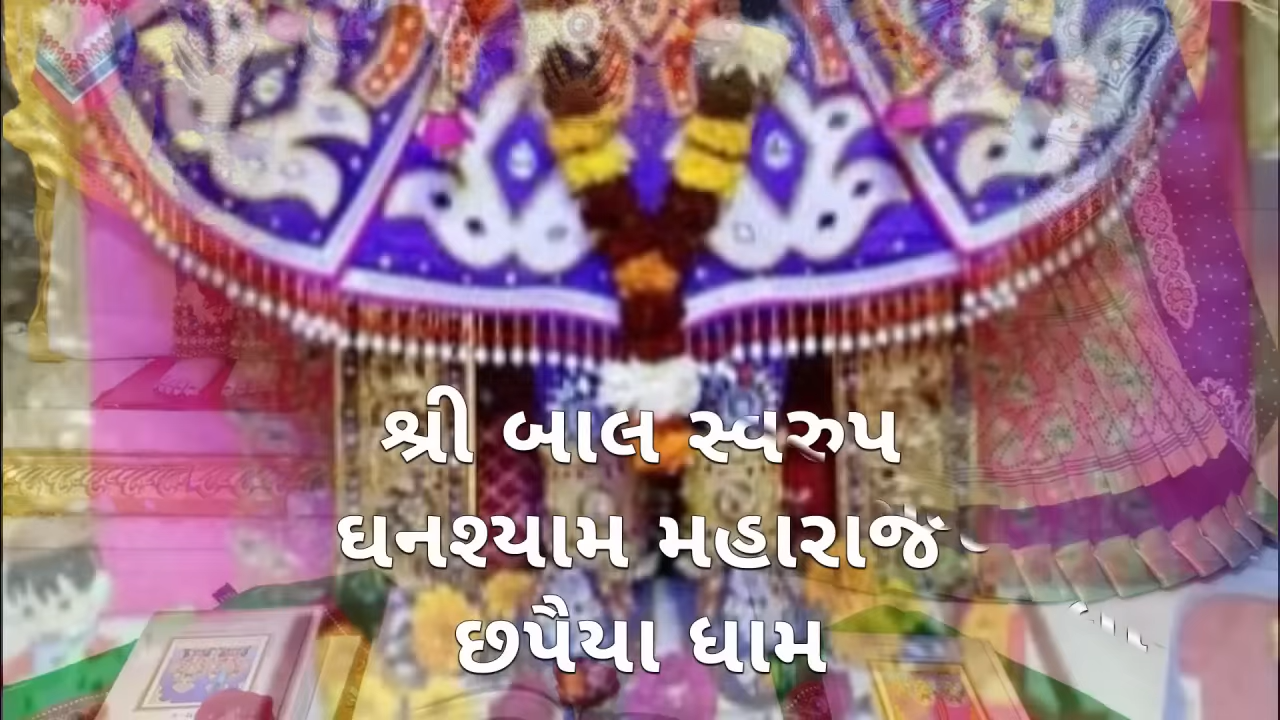 શ્રી બાલ સ્વરુપ
ઘનશ્યામ મહારાજ
છપૈયા ધામ